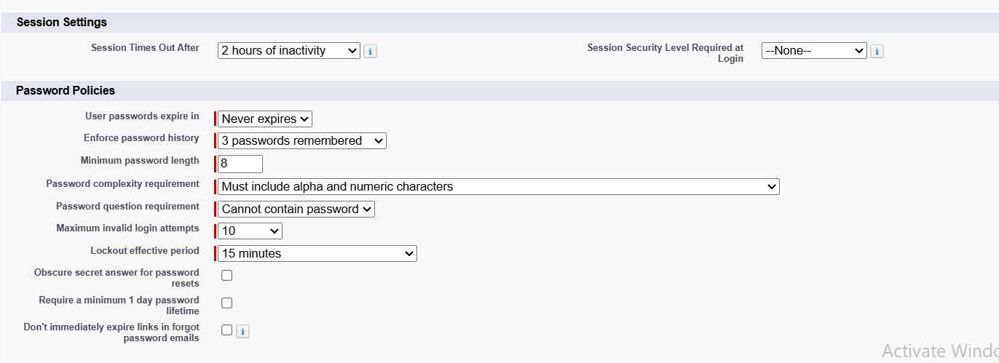 Session Settings
Session Times Out After
2 hours of inactivity
i
Session Security Level Required at
Login
--None--
i
Password Policies
User passwords expire in
Never expires
Enforce password history
3 passwords remembered
Minimum password length
8
Password complexity requirement
Must include alpha and numeric characters
Password question requirement
Cannot contain password
Maximum invalid login attempts
10
Lockout effective period
15 minutes
Obscure secret answer for password
resets
Require a minimum 1 day password
lifetime
Don't immediately expire links in forgot
password emails
i
Activate